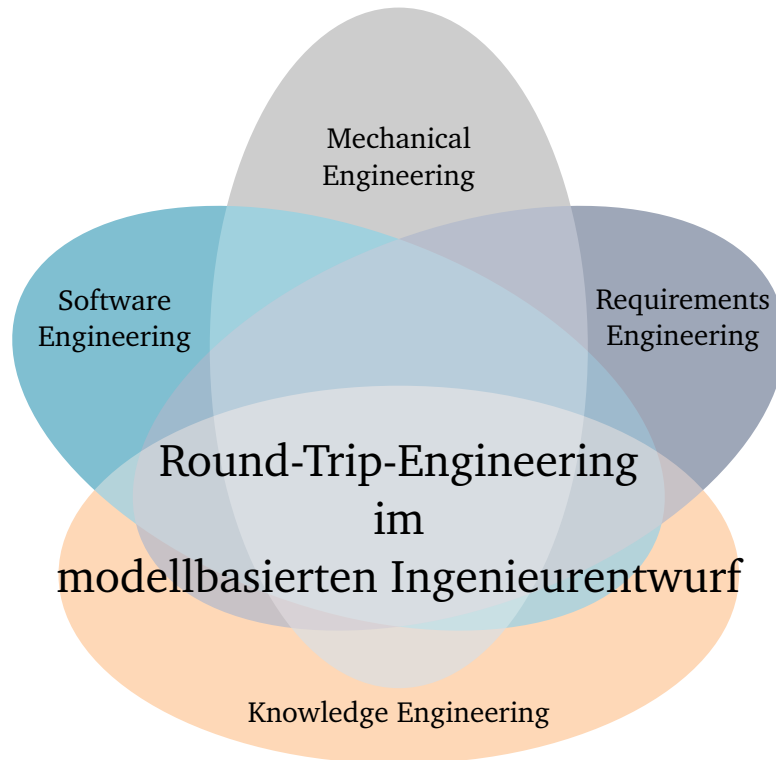 Mechanical
Engineering
Software
Engineering
Requirements
Engineering
Round-Trip-Engineering
im
modellbasierten Ingenieurentwurf
Knowledge Engineering